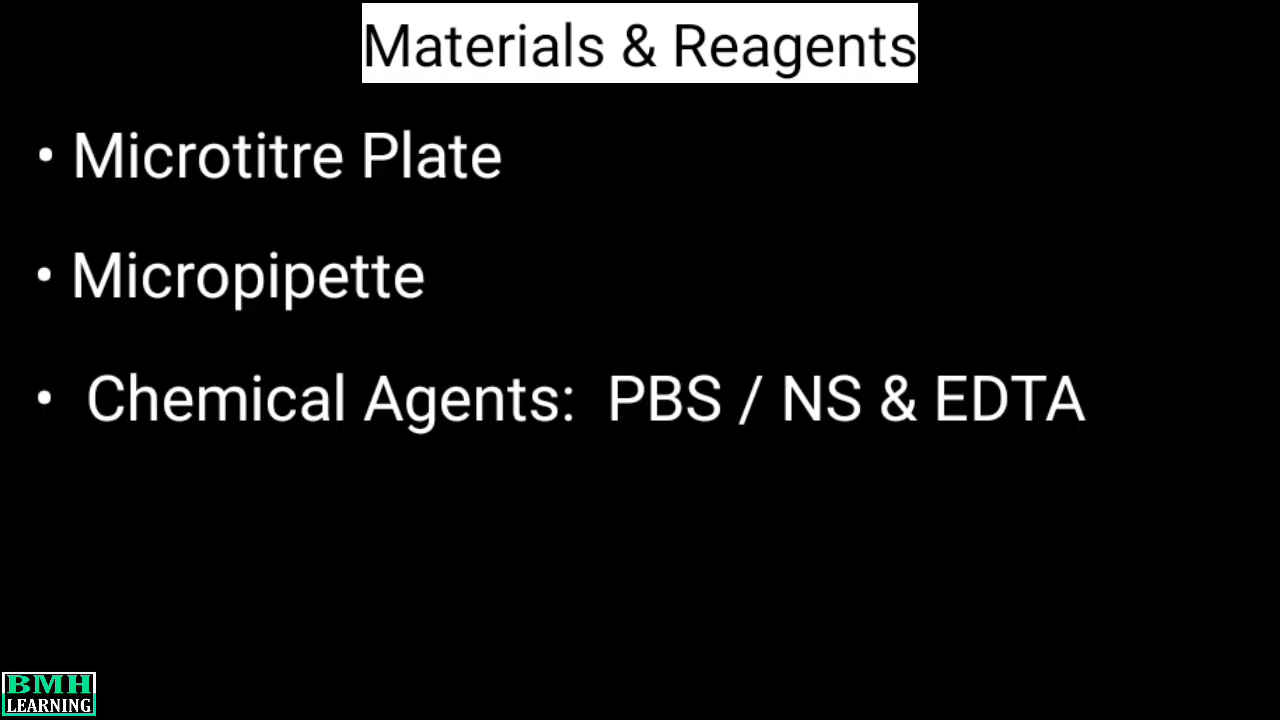 Materials & Reagents
• Microtitre Plate
• Micropipette
• Chemical Agents: PBS / NS & EDTA
BMH
LEARNING